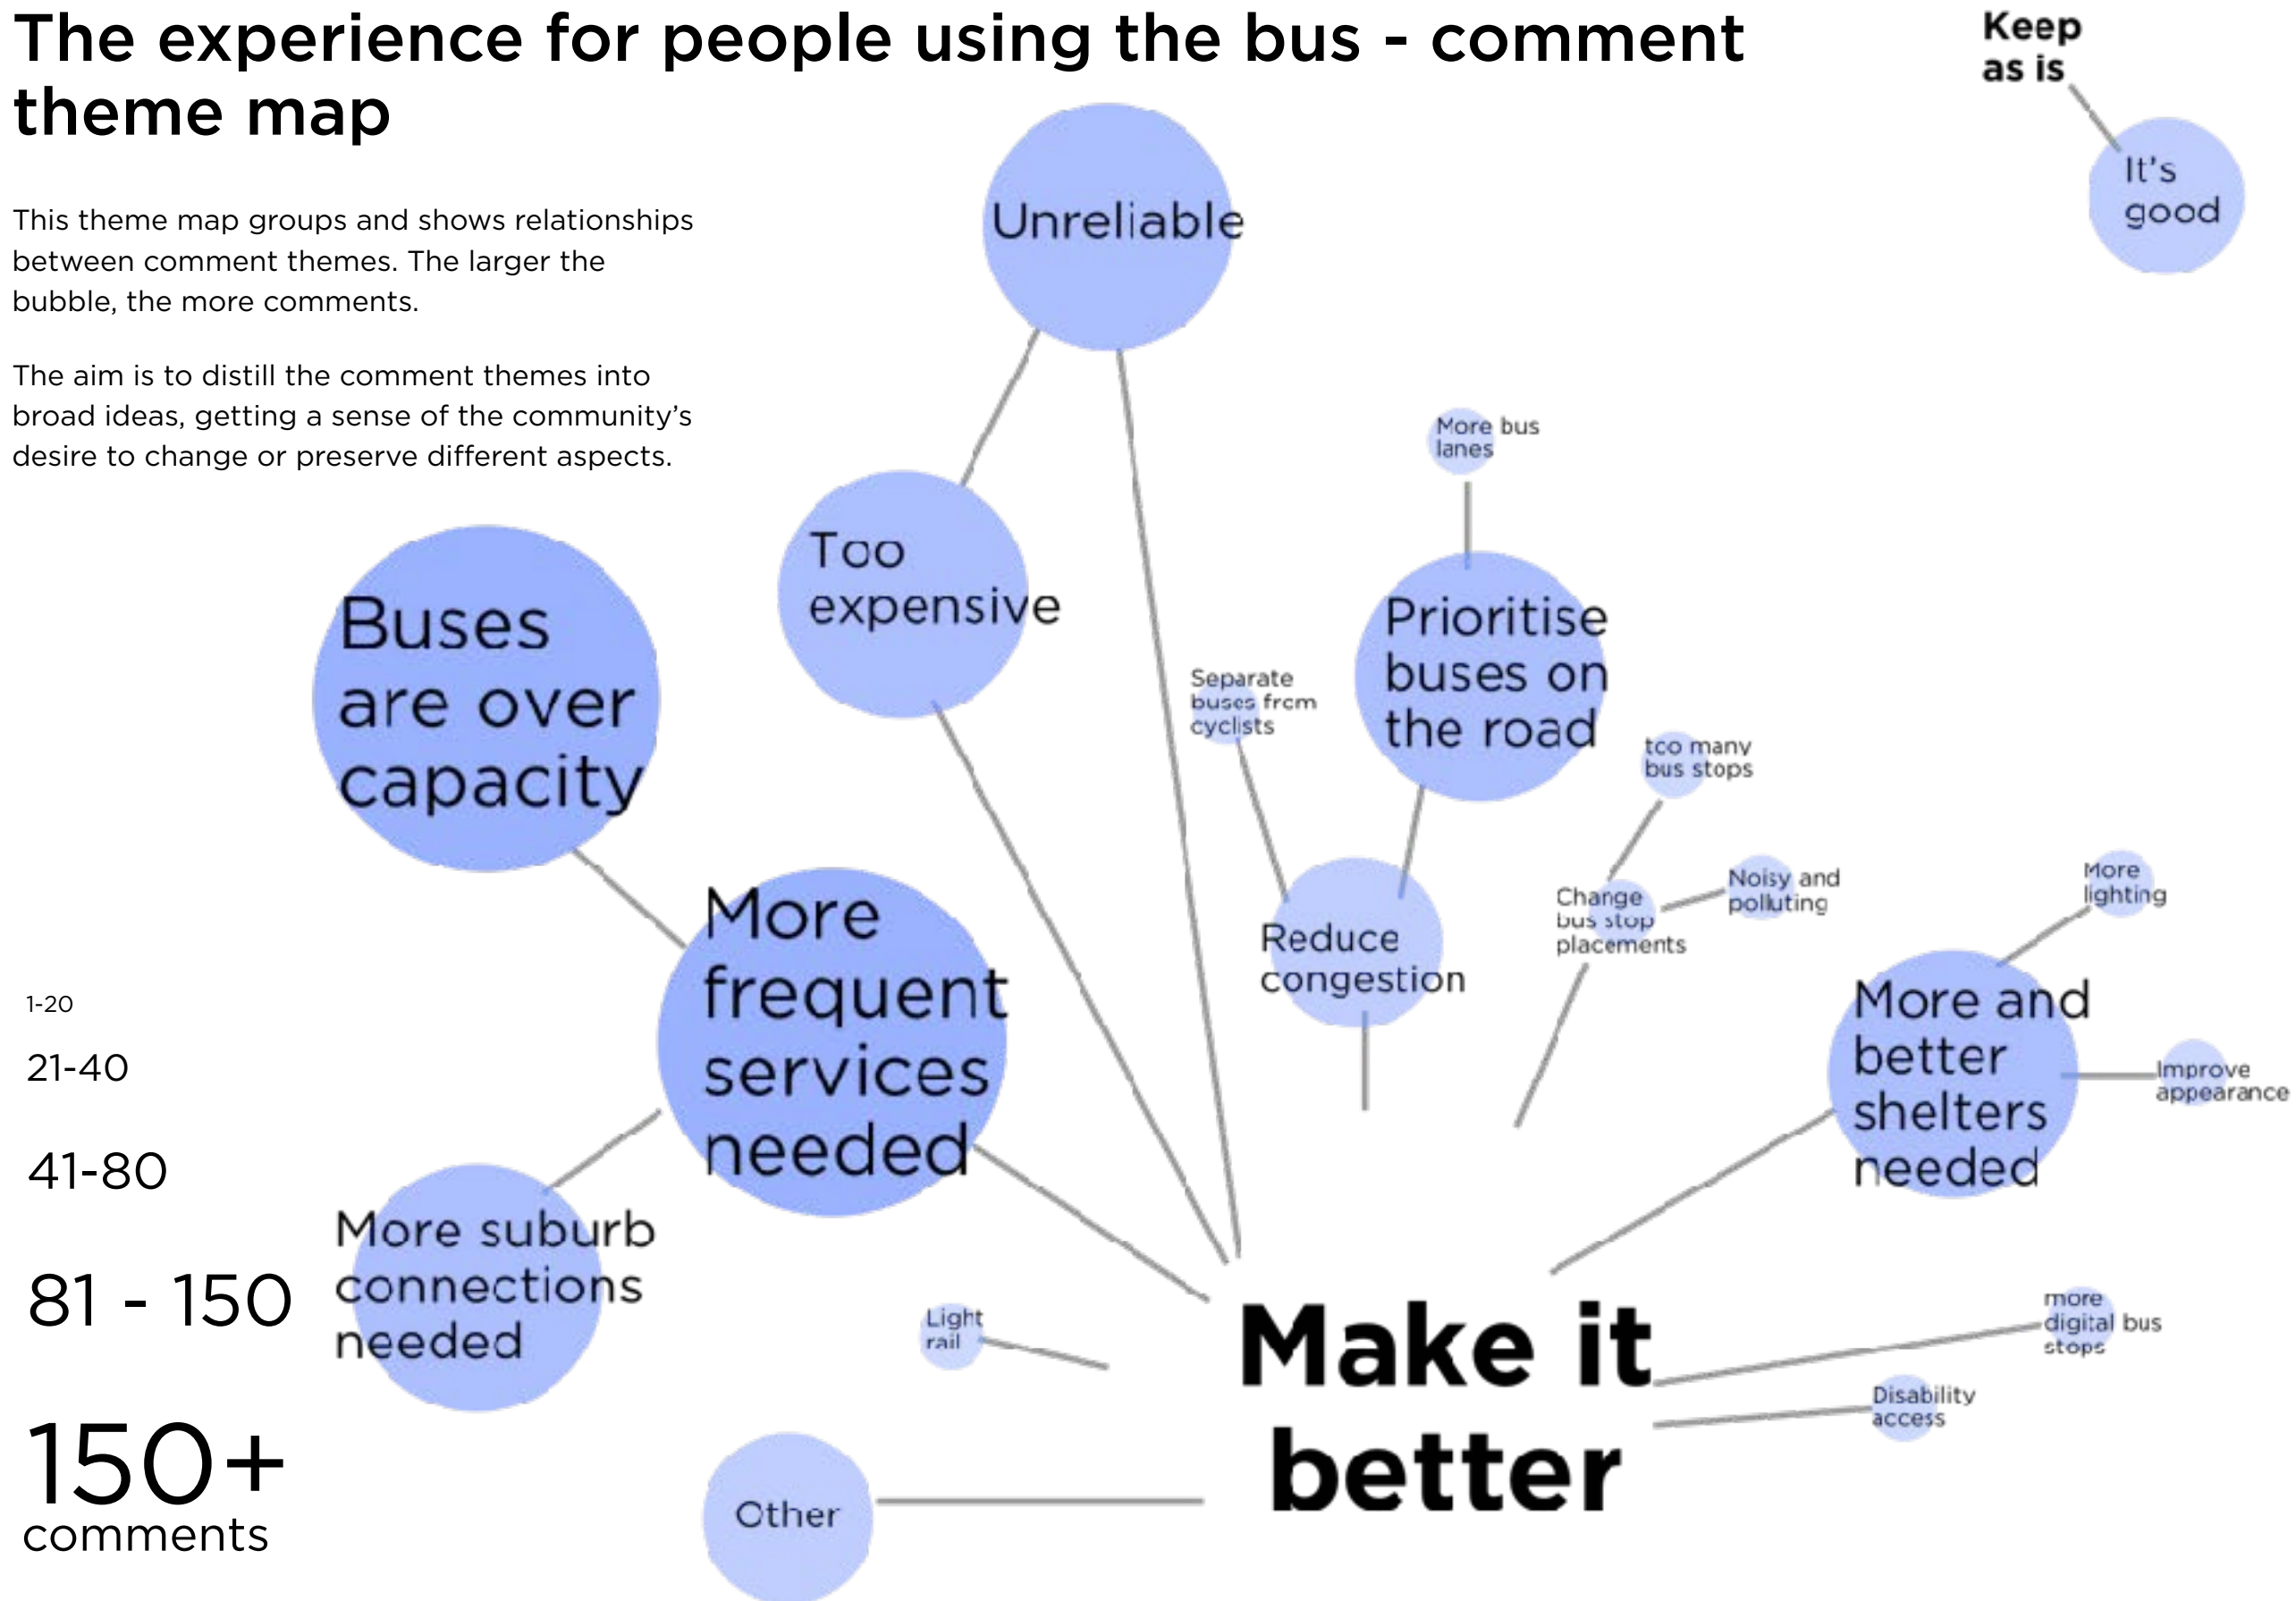 The experience for people using the bus - comment
theme map
Keep
as is
It's
good
This theme map groups and shows relationships
between comment themes. The larger the
bubble, the more comments.
The aim is to distill the comment themes into
broad ideas, getting a sense of the community's
desire to change or preserve different aspects.
Unreliable
Too
expensive
More bus
lanes
Buses
are over
capacity
Prioritise
buses on
the road
Separate
buses from
cyclists
too many
bus stops
Noisy and
polluting
Change
bus stop
placements
Reduce
congestion
More
lighting
More and
better
shelters
needed
Improve
appearance
More
frequent
services
needed
More suburb
connections
needed
1-20
21-40
41-80
81 - 150
150+
comments
Light
rail
Other
Make it
better
more
digital bus
stops
Disability
access